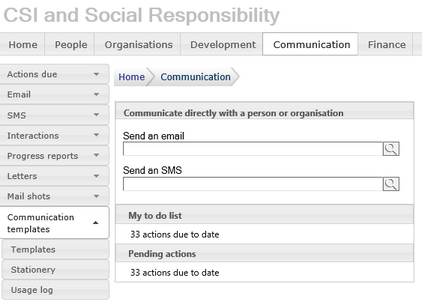 CSI and Social Responsibility
Home People Organisations Development Communication Finance
Actions due
Email
SMS
Interactions
Progress reports
Letters
Mail shots
Communication
templates
Templates
Stationery
Usage log
Home Communication
Communicate directly with a person or organisation
Send an email
Send an SMS
My to do list
33 actions due to date
Pending actions
33 actions due to date